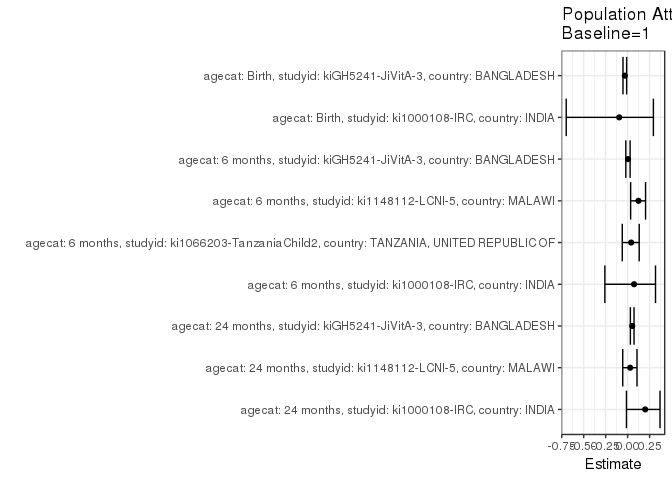 Population Att
Baseline=1
agecat: Birth, studyid: kiGH5241-JiVitA-3, country: BANGLADESH
agecat: Birth, studyid: ki1000108-IRC, country: INDIA
agecat: 6 months, studyid: kiGH5241-JiVitA-3, country: BANGLADESH
agecat: 6 months, studyid: ki1148112-LCNI-5, country: MALAWI
agecat: 6 months, studyid: ki1066203-TanzaniaChild2, country: TANZANIA, UNITED REPUBLIC OF
agecat: 6 months, studyid: ki1000108-IRC, country: INDIA
agecat: 24 months, studyid: kiGH5241-JiVitA-3, country: BANGLADESH
agecat: 24 months, studyid: ki1148112-LCNI-5, country: MALAWI
agecat: 24 months, studyid: ki1000108-IRC, country: INDIA
-0.75 -0.50 -0.25 0.00 0.25
Estimate